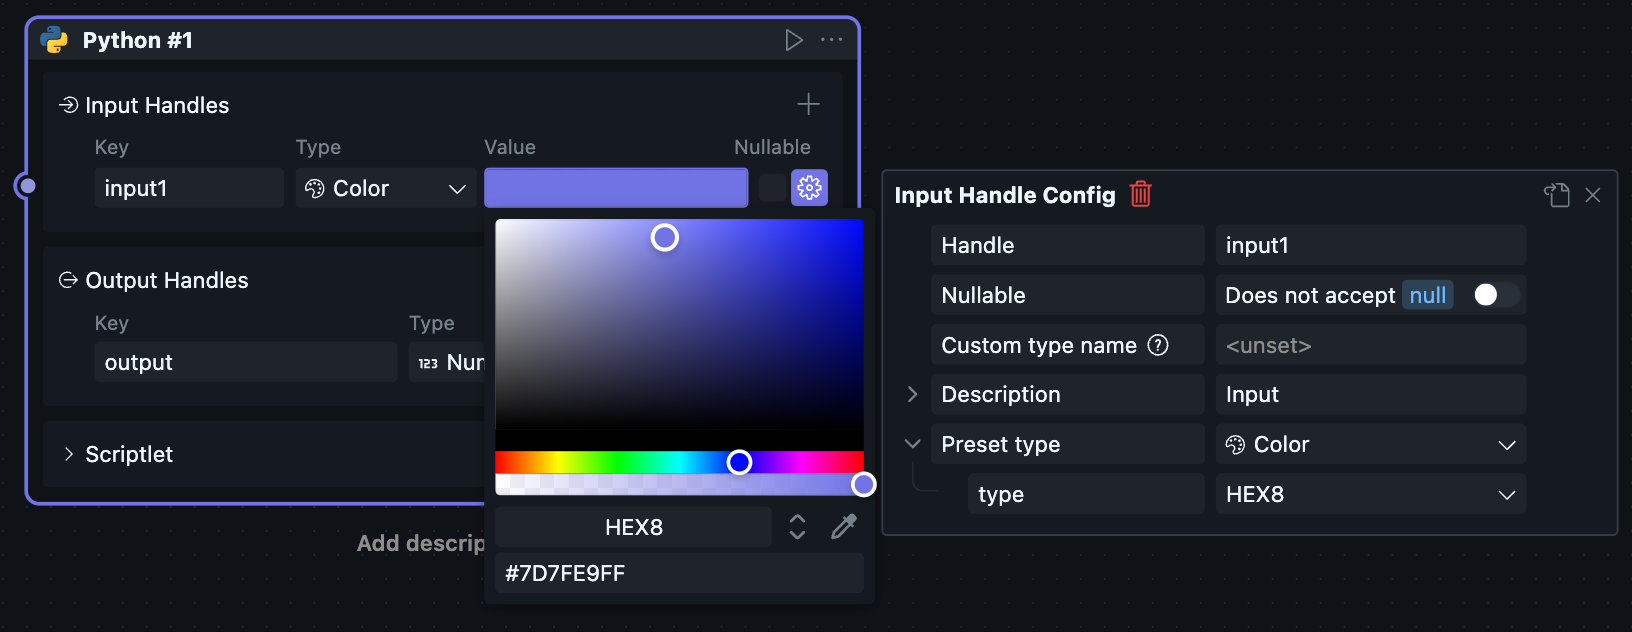 Python #1
Input Handles
Key Type Value Nullable
input1 Color
Output Handles
Key Type
output 123 Num
Scriptlet
Add descrip
HEX8
#7D7FE9FF
Input Handle Config
Handle input1
Nullable Does not accept null
Custom type name <unset>
Description Input
Preset type Color
type HEX8